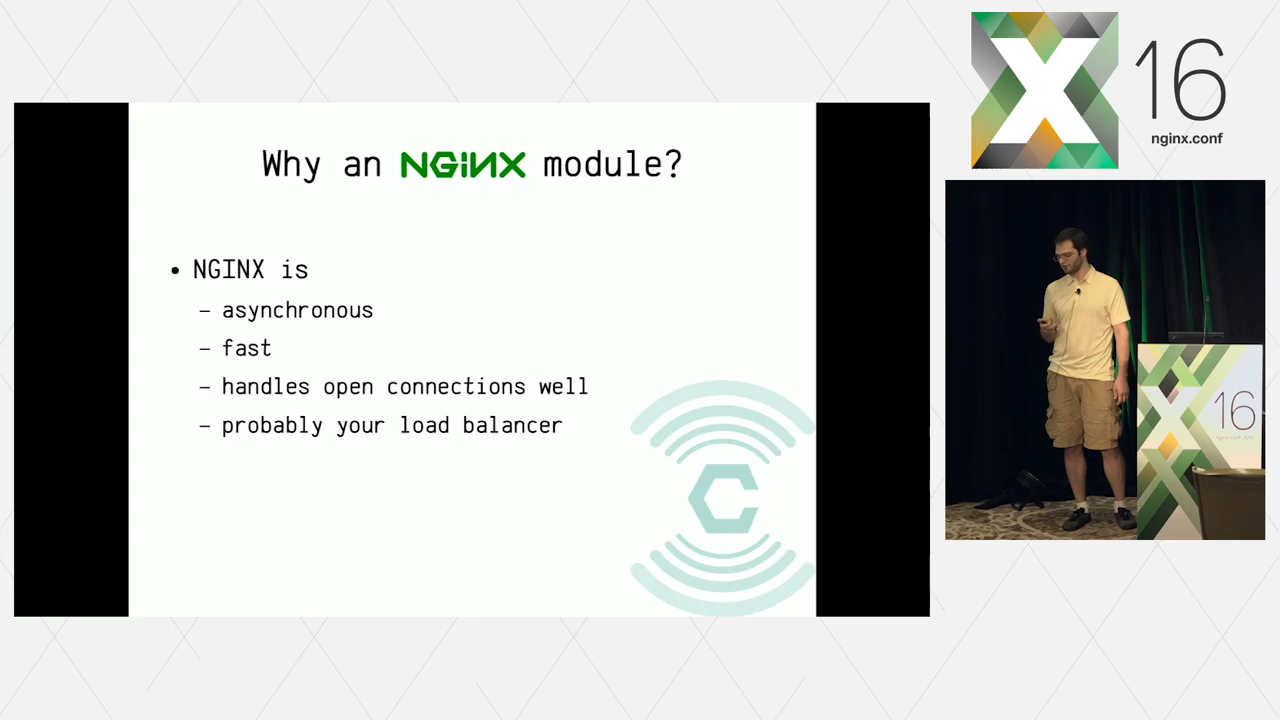 Why an NGiNX module?
• NGINX is
– asynchronous
– fast
– handles open connections well
– probably your load balancer
C
X 16
nginx.conf
X 16